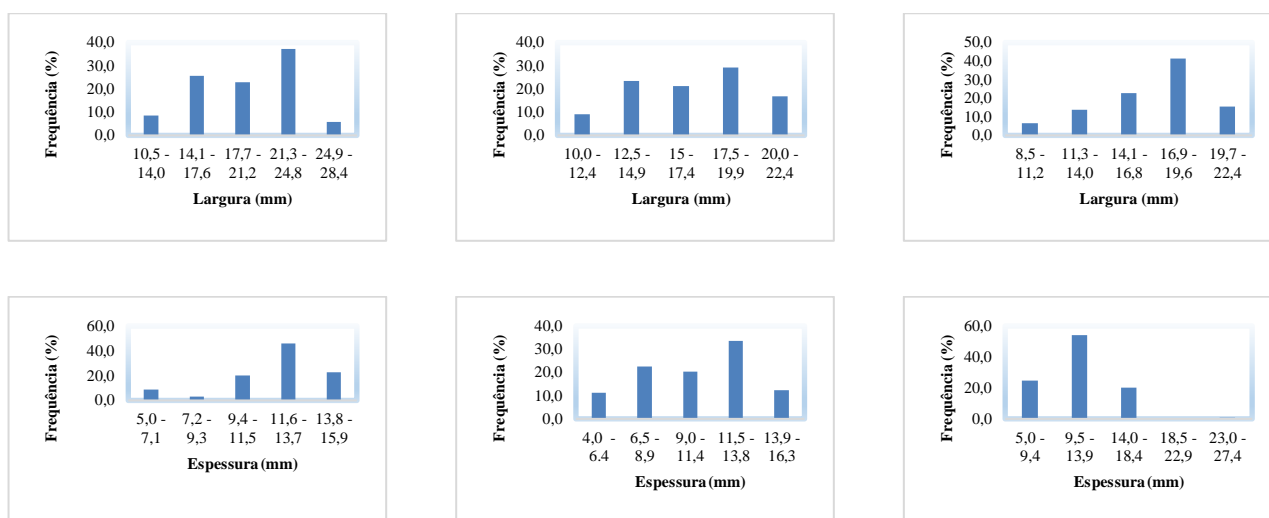 Frequência (%)
40,0
30,0
20,0
10,0
0,0
10,5 - 14,1 - 17,7 - 21,3 - 24,9 -
14,0 17,6 21,2 24,8 28,4
Largura (mm)
Frequência (%)
40,0
30,0
20,0
10,0
0,0
10,0 - 12,5 - 15 - 17,5 - 20,0 -
12,4 14,9 17,4 19,9 22,4
Largura (mm)
Frequência (%)
50,0
40,0
30,0
20,0
10,0
0,0
8,5 - 11,3 - 14,1 - 16,9 - 19,7 -
11,2 14,0 16,8 19,6 22,4
Largura (mm)
Frequência (%)
60,0
40,0
20,0
0,0
5,0 - 7,2 - 9,4 - 11,6 - 13,8 -
7,1 9,3 11,5 13,7 15,9
Espessura (mm)
Frequência (%)
40,0
30,0
20,0
10,0
0,0
4,0 - 6,5 - 9,0 - 11,5 - 13,9 -
6.4 8,9 11,4 13,8 16,3
Espessura (mm)
Frequência (%)
60,0
40,0
20,0
0,0
5,0 - 9,5 - 14,0 - 18,5 - 23,0 -
9,4 13,9 18,4 22,9 27,4
Espessura (mm)